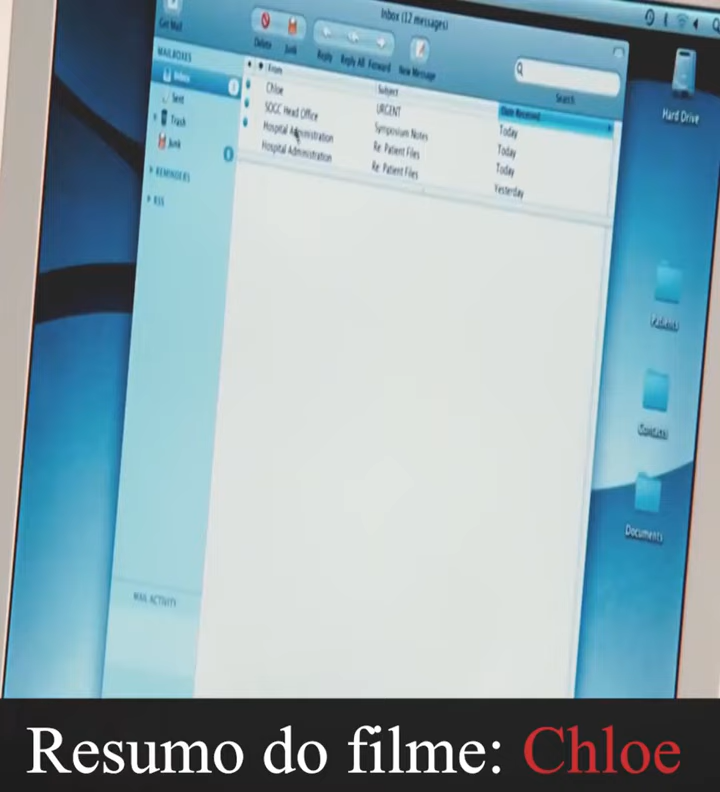 Inbox (12 messages)
Get Mail
Delete Junk Reply Reply All Forward New Message
Search
Hard Drive
MAILBOXES
Inbox
Sent
Trash
Junk
REMINDERS
RSS
From Subject Date Received
Chloe URGENT Today
SOGC Head Office Symposium Notes Today
Hospital Administration Re: Patient Files Today
Hospital Administration Re: Patient Files Yesterday
Patients
Contacts
Documents
MAIL ACTIVITY
Resumo do filme: Chloe